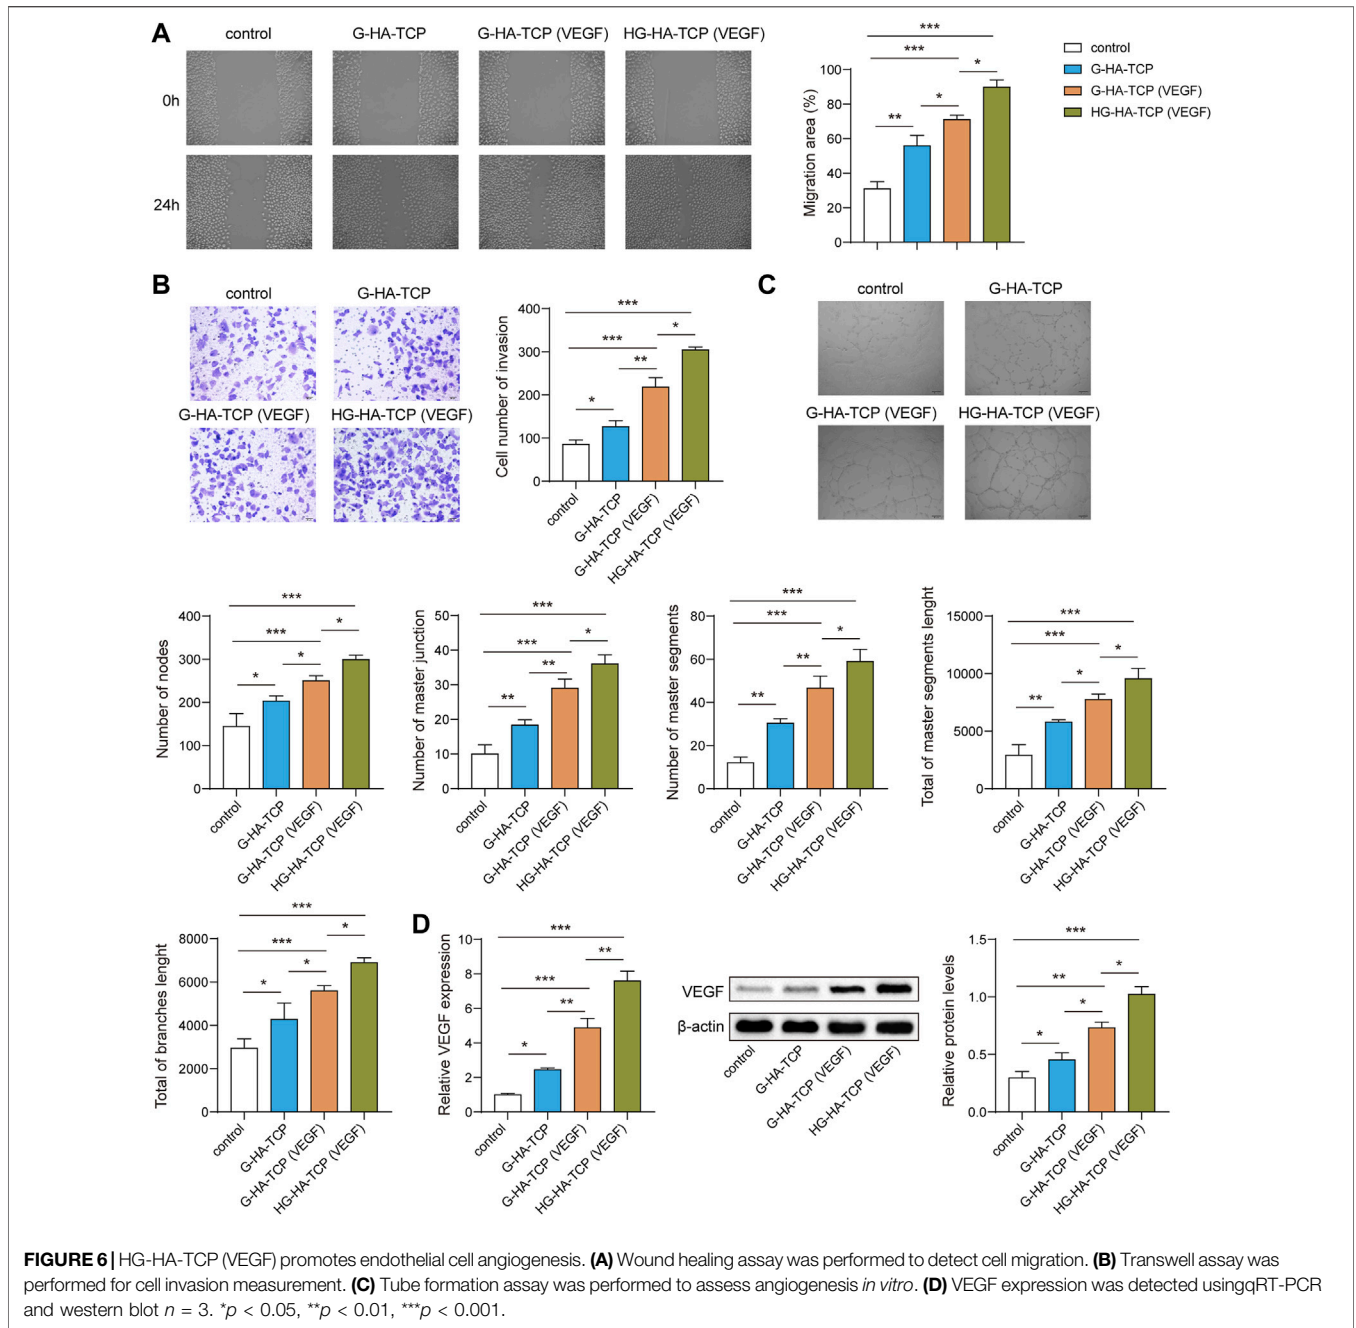 A
control
G-HA-TCP
G-HA-TCP (VEGF)
HG-HA-TCP (VEGF)
0h
24h
Migration area (%)
100
80
60
40
20
0
**
*
*
***
***
control
G-HA-TCP
G-HA-TCP (VEGF)
HG-HA-TCP (VEGF)
B
control
G-HA-TCP
G-HA-TCP (VEGF)
HG-HA-TCP (VEGF)
Cell number of invasion
400
300
200
100
0
*
**
*
***
***
control
G-HA-TCP
G-HA-TCP (VEGF)
HG-HA-TCP (VEGF)
C
control
G-HA-TCP
G-HA-TCP (VEGF)
HG-HA-TCP (VEGF)
Number of nodes
400
300
200
100
0
*
*
*
***
***
control
G-HA-TCP
G-HA-TCP (VEGF)
HG-HA-TCP (VEGF)
Number of master junction
50
40
30
20
10
0
**
**
*
***
***
control
G-HA-TCP
G-HA-TCP (VEGF)
HG-HA-TCP (VEGF)
Number of master segments
80
60
40
20
0
**
**
*
***
***
control
G-HA-TCP
G-HA-TCP (VEGF)
HG-HA-TCP (VEGF)
Total of master segments lenght
15000
10000
5000
0
**
*
*
***
***
control
G-HA-TCP
G-HA-TCP (VEGF)
HG-HA-TCP (VEGF)
Total of branches lenght
8000
6000
4000
2000
0
*
*
*
***
***
control
G-HA-TCP
G-HA-TCP (VEGF)
HG-HA-TCP (VEGF)
D
Relative VEGF expression
10
8
6
4
2
0
*
**
**
***
***
control
G-HA-TCP
G-HA-TCP (VEGF)
HG-HA-TCP (VEGF)
VEGF
β-actin
control
G-HA-TCP
G-HA-TCP (VEGF)
HG-HA-TCP (VEGF)
Relative protein levels
1.5
1.0
0.5
0.0
*
*
*
**
***
control
G-HA-TCP
G-HA-TCP (VEGF)
HG-HA-TCP (VEGF)
FIGURE 6 | HG-HA-TCP (VEGF) promotes endothelial cell angiogenesis. (A) Wound healing assay was performed to detect cell migration. (B) Transwell assay was
performed for cell invasion measurement. (C) Tube formation assay was performed to assess angiogenesis in vitro. (D) VEGF expression was detected usingqRT-PCR
and western blot n = 3. *p < 0.05, **p < 0.01, ***p < 0.001.